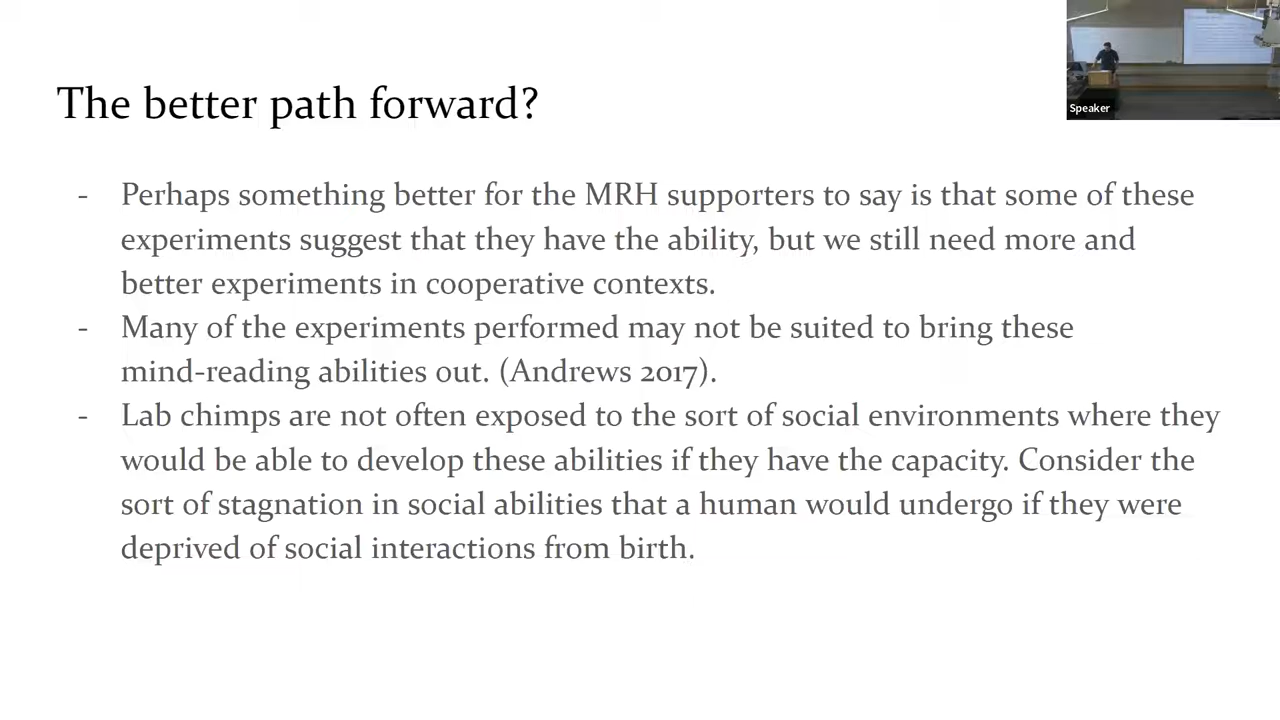 The better path forward?
Speaker
- Perhaps something better for the MRH supporters to say is that some of these
experiments suggest that they have the ability, but we still need more and
better experiments in cooperative contexts.
- Many of the experiments performed may not be suited to bring these
mind-reading abilities out. (Andrews 2017).
- Lab chimps are not often exposed to the sort of social environments where they
would be able to develop these abilities if they have the capacity. Consider the
sort of stagnation in social abilities that a human would undergo if they were
deprived of social interactions from birth.